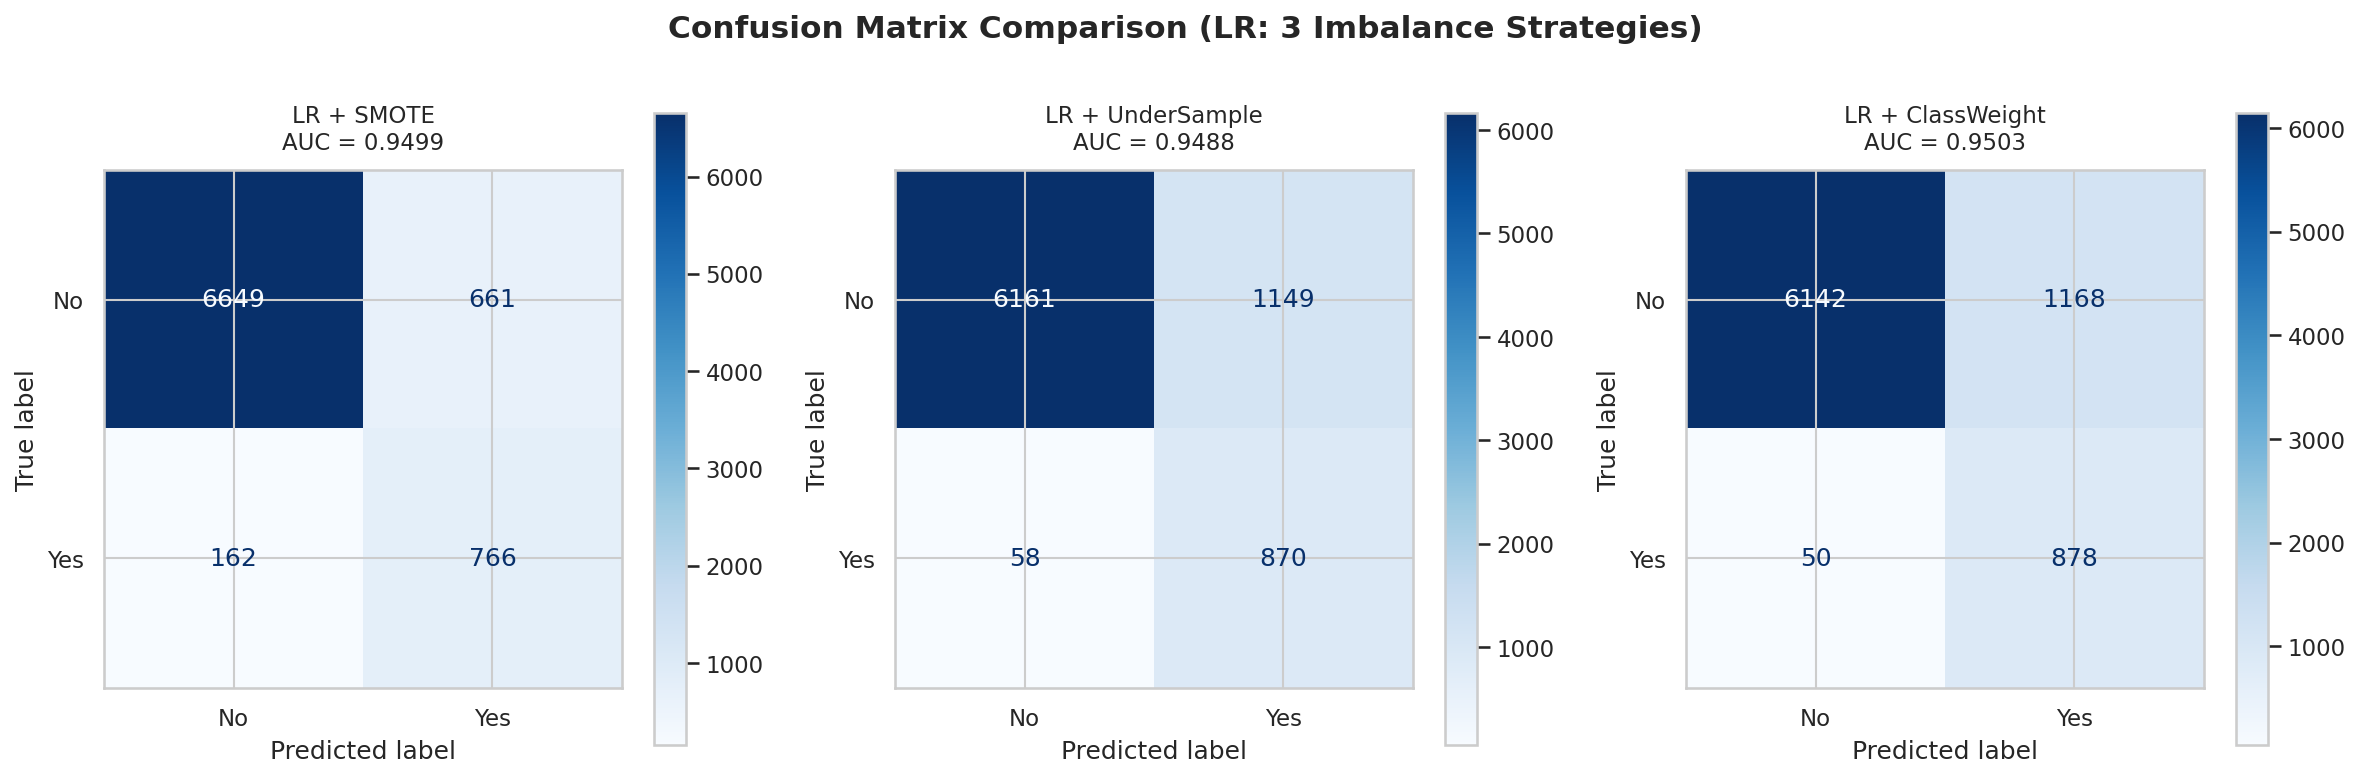 Confusion Matrix Comparison (LR: 3 Imbalance Strategies)
LR + SMOTE
AUC = 0.9499
True label
No
Yes
6649
661
162
766
No
Yes
Predicted label
6000
5000
4000
3000
2000
1000
LR + UnderSample
AUC = 0.9488
True label
No
Yes
6161
1149
58
870
No
Yes
Predicted label
6000
5000
4000
3000
2000
1000
LR + ClassWeight
AUC = 0.9503
True label
No
Yes
6142
1168
50
878
No
Yes
Predicted label
6000
5000
4000
3000
2000
1000